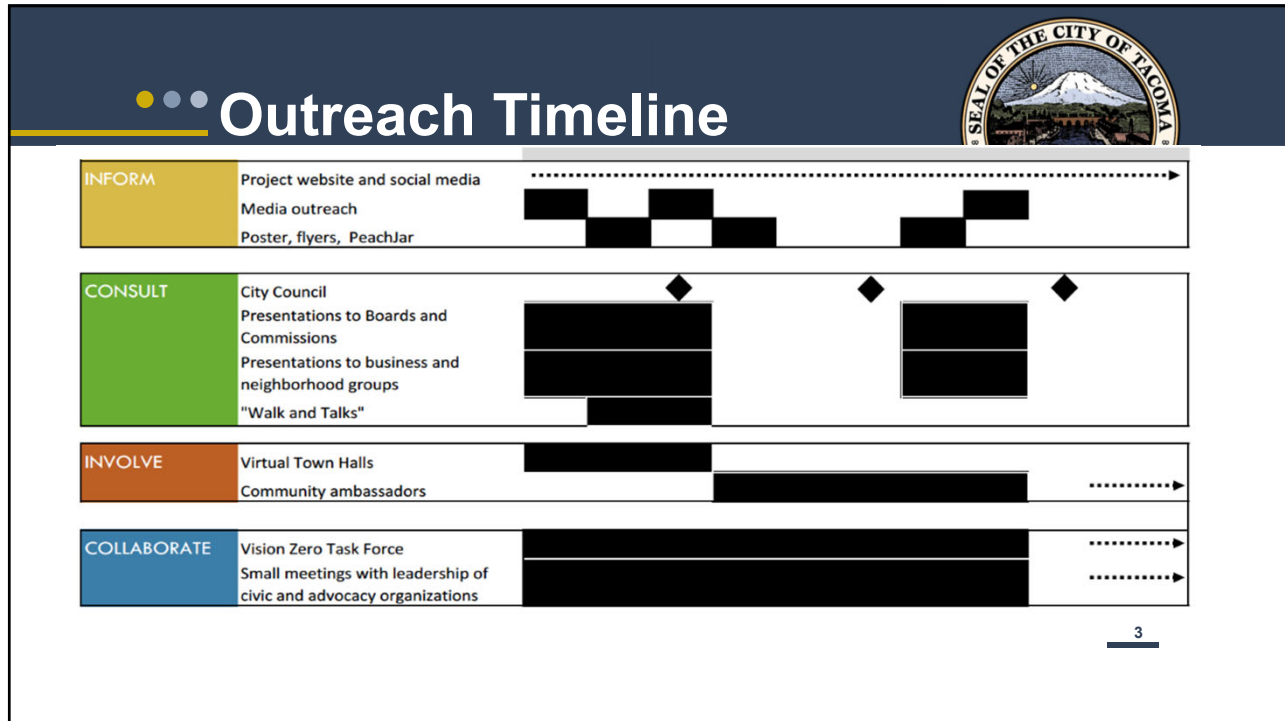 SEAL OF THE CITY OF TACOMA
Outreach Timeline
INFORM
Project website and social media
Media outreach
Poster, flyers, PeachJar
CONSULT
City Council
Presentations to Boards and
Commissions
Presentations to business and
neighborhood groups
"Walk and Talks"
INVOLVE
Virtual Town Halls
Community ambassadors
COLLABORATE
Vision Zero Task Force
Small meetings with leadership of
civic and advocacy organizations
3